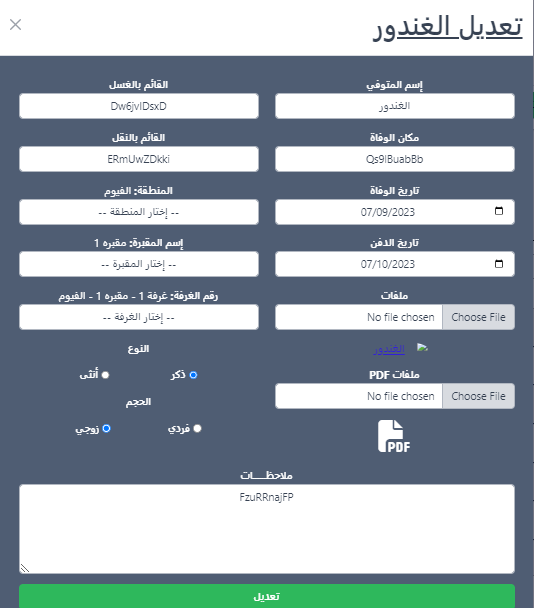 تعديل الغندور
×
إسم المتوفي
القائم بالغسل
الغندور
Dw6jvIDsxD
مكان الوفاة
القائم بالنقل
Qs9lBuabBb
ERmUwZDkki
تاريخ الوفاة
المنطقة: الفيوم
07/09/2023
-- إختار المنطقة --
تاريخ الدفن
إسم المقبرة: مقبره 1
07/10/2023
-- إختار المقبرة --
ملفات
رقم الغرفة: غرفة 1 - مقبره 1 - الفيوم
Choose File No file chosen
-- إختار الغرفة --
الغندور
النوع
ملفات PDF
ذكر أنثى
Choose File No file chosen
الحجم
PDF
فردي زوجي
ملاحظـــات
FzuRRnajFP
تعديل